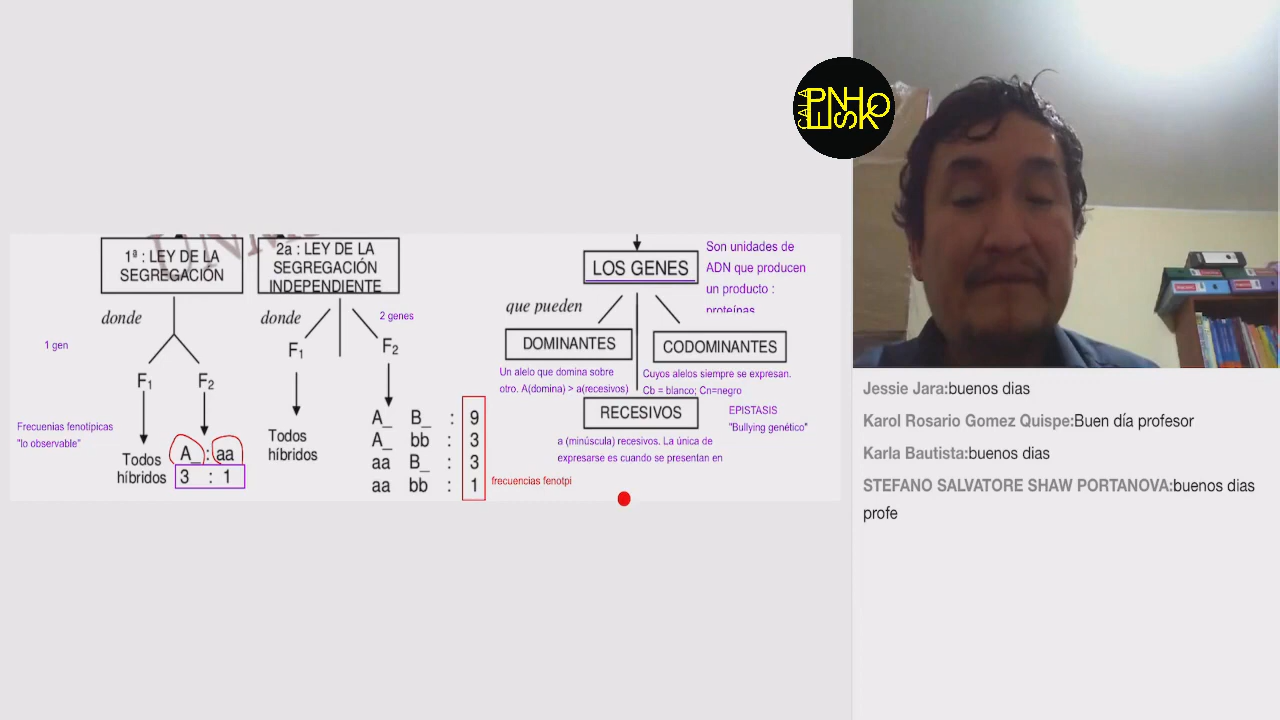 1ª : LEY DE LA
SEGREGACIÓN
donde
1 gen
F₁
F₂
Frecuenias fenotípicas
"lo observable"
Todos
híbridos
A_ : aa
3 : 1
2a : LEY DE LA
SEGREGACIÓN
INDEPENDIENTE
donde
2 genes
F₁
F₂
Todos
híbridos
A_ B_ : 9
A_ bb : 3
aa B_ : 3
aa bb : 1
frecuencias fenotpi
LOS GENES
Son unidades de
ADN que producen
un producto :
proteínas
que pueden
DOMINANTES
CODOMINANTES
Un alelo que domina sobre
otro. A(domina) > a(recesivos)
Cuyos alelos siempre se expresan.
Cb = blanco; Cn=negro
RECESIVOS
EPISTASIS
"Bullying genético"
a (minúscula) recesivos. La única de
expresarse es cuando se presentan en
CALA
PENHOESK
Jessie Jara:buenos dias
Karol Rosario Gomez Quispe:Buen día profesor
Karla Bautista:buenos dias
STEFANO SALVATORE SHAW PORTANOVA:buenos dias
profe